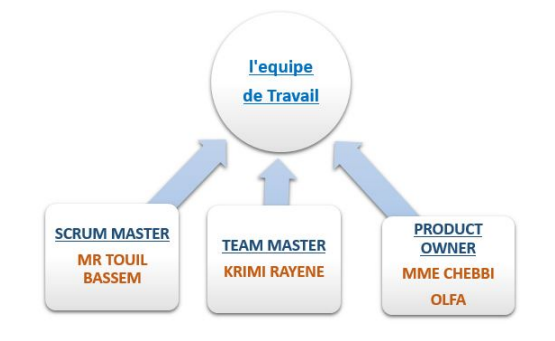 l'equipe
de Travail
SCRUM MASTER
MR TOUIL
BASSEM
TEAM MASTER
KRIMI RAYENE
PRODUCT
OWNER
MME CHEBBI
OLFA